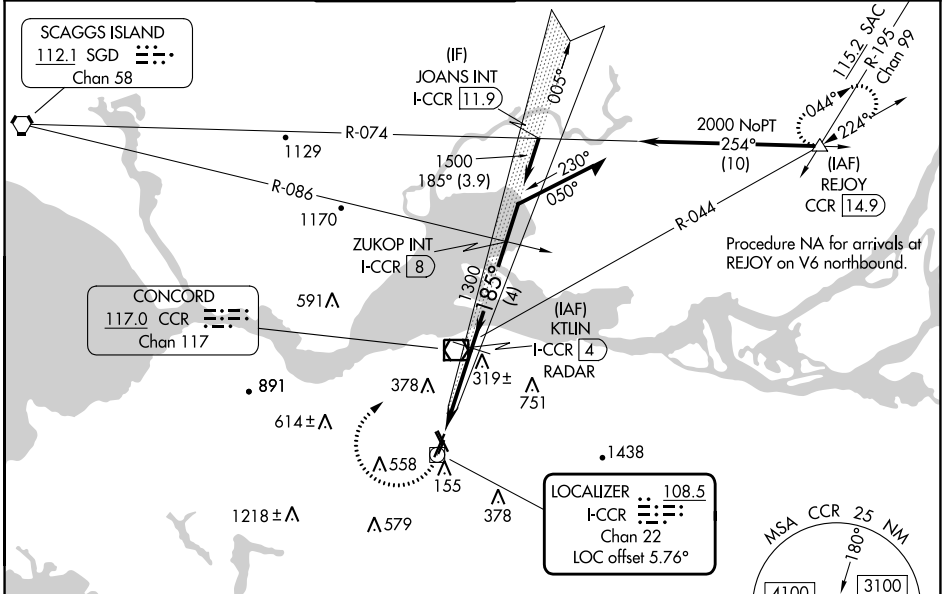 SCAGGS ISLAND
112.1 SGD
Chan 58
(IF)
JOANS INT
I-CCR 11.9
005°
115.2 SAC
R-195
Chan 99
044°
224°
R-074
2000 NoPT
254°
(10)
(IAF)
REJOY
CCR 14.9
1129
1500
185° (3.9)
230°
050°
R-086
R-044
1170
ZUKOP INT
I-CCR 8
Procedure NA for arrivals at
REJOY on V6 northbound.
1300
185°
(4)
CONCORD
117.0 CCR
Chan 117
591
(IAF)
KTLIN
I-CCR 4
RADAR
891
378
319±
751
614±
558
155
1438
378
1218±
579
LOCALIZER 108.5
I-CCR
Chan 22
LOC offset 5.76°
MSA CCR 25 NM
180°
4100
3100